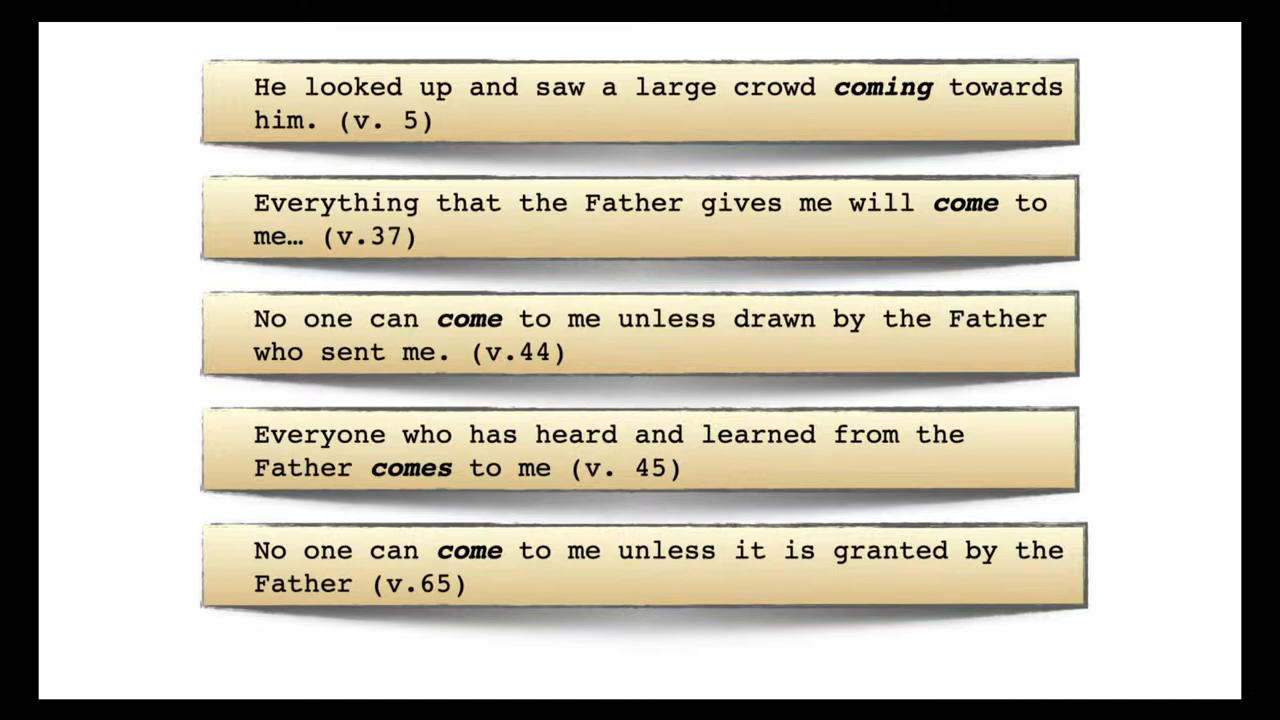 He looked up and saw a large crowd coming towards
him. (v. 5)
Everything that the Father gives me will come to
me… (v.37)
No one can come to me unless drawn by the Father
who sent me. (v.44)
Everyone who has heard and learned from the
Father comes to me (v. 45)
No one can come to me unless it is granted by the
Father (v.65)